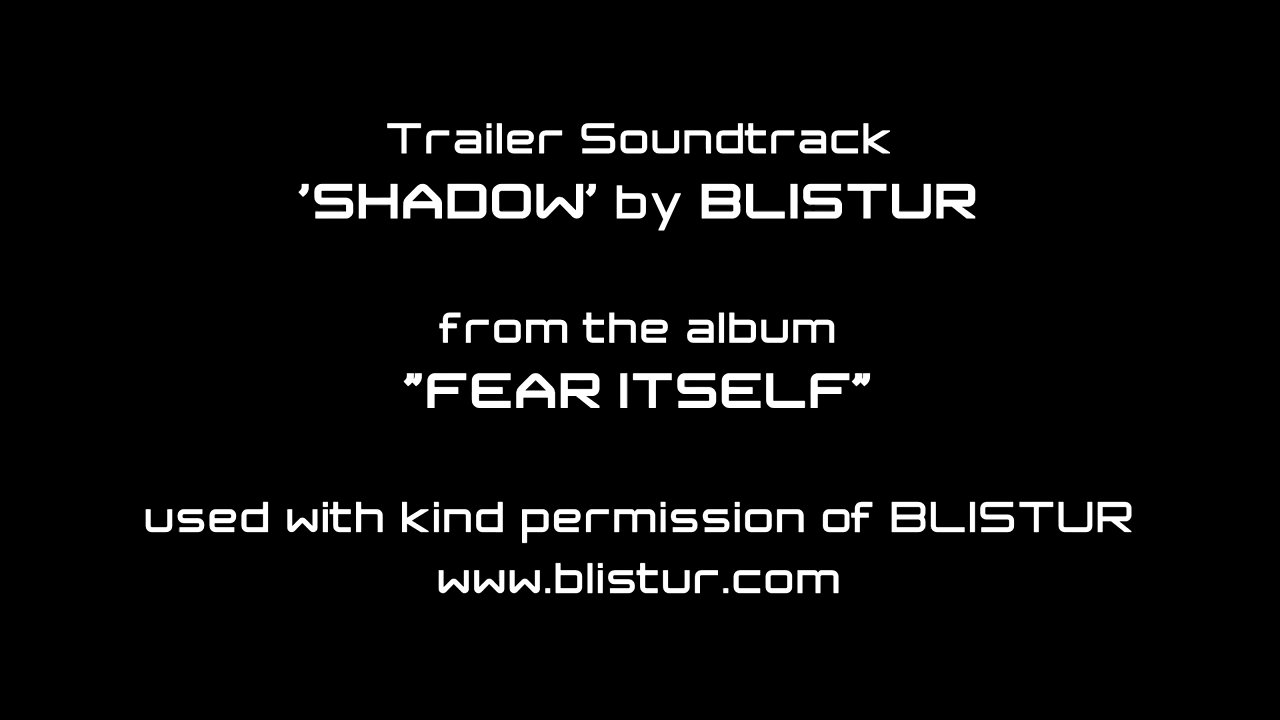 Trailer Soundtrack
'SHADOW' by BLISTUR
from the album
"FEAR ITSELF"
used with kind permission of BLISTUR
www.blistur.com